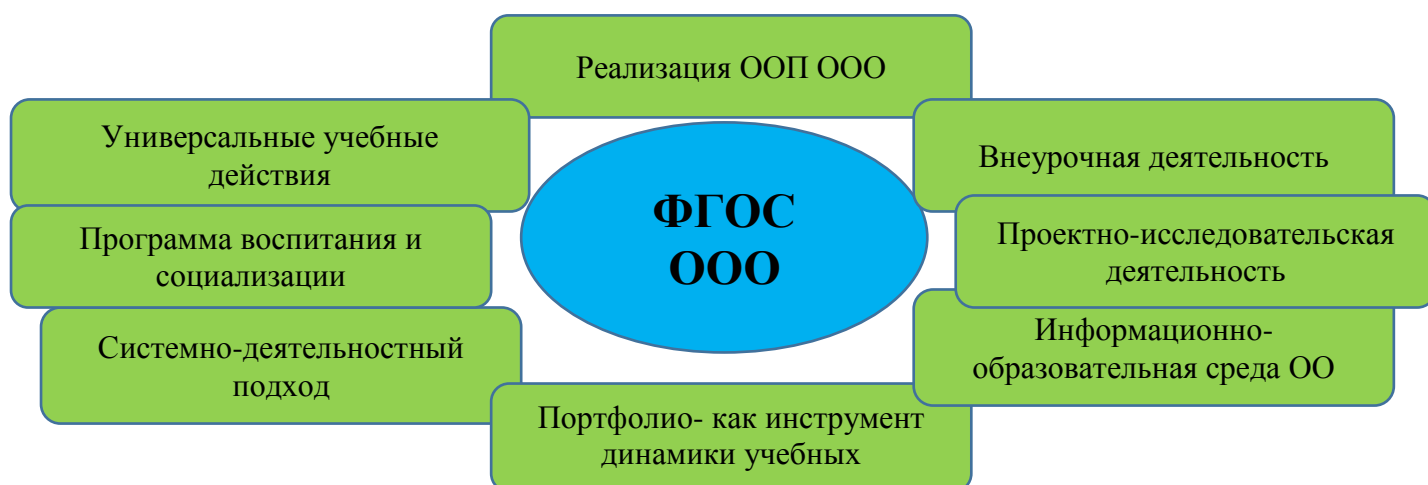 Реализация ООП ООО
Универсальные учебные
действия
Внеурочная деятельность
ФГОС
ООО
Программа воспитания и
социализации
Проектно-исследовательская
деятельность
Системно-деятельностный
подход
Информационно-
образовательная среда ОО
Портфолио- как инструмент
динамики учебных